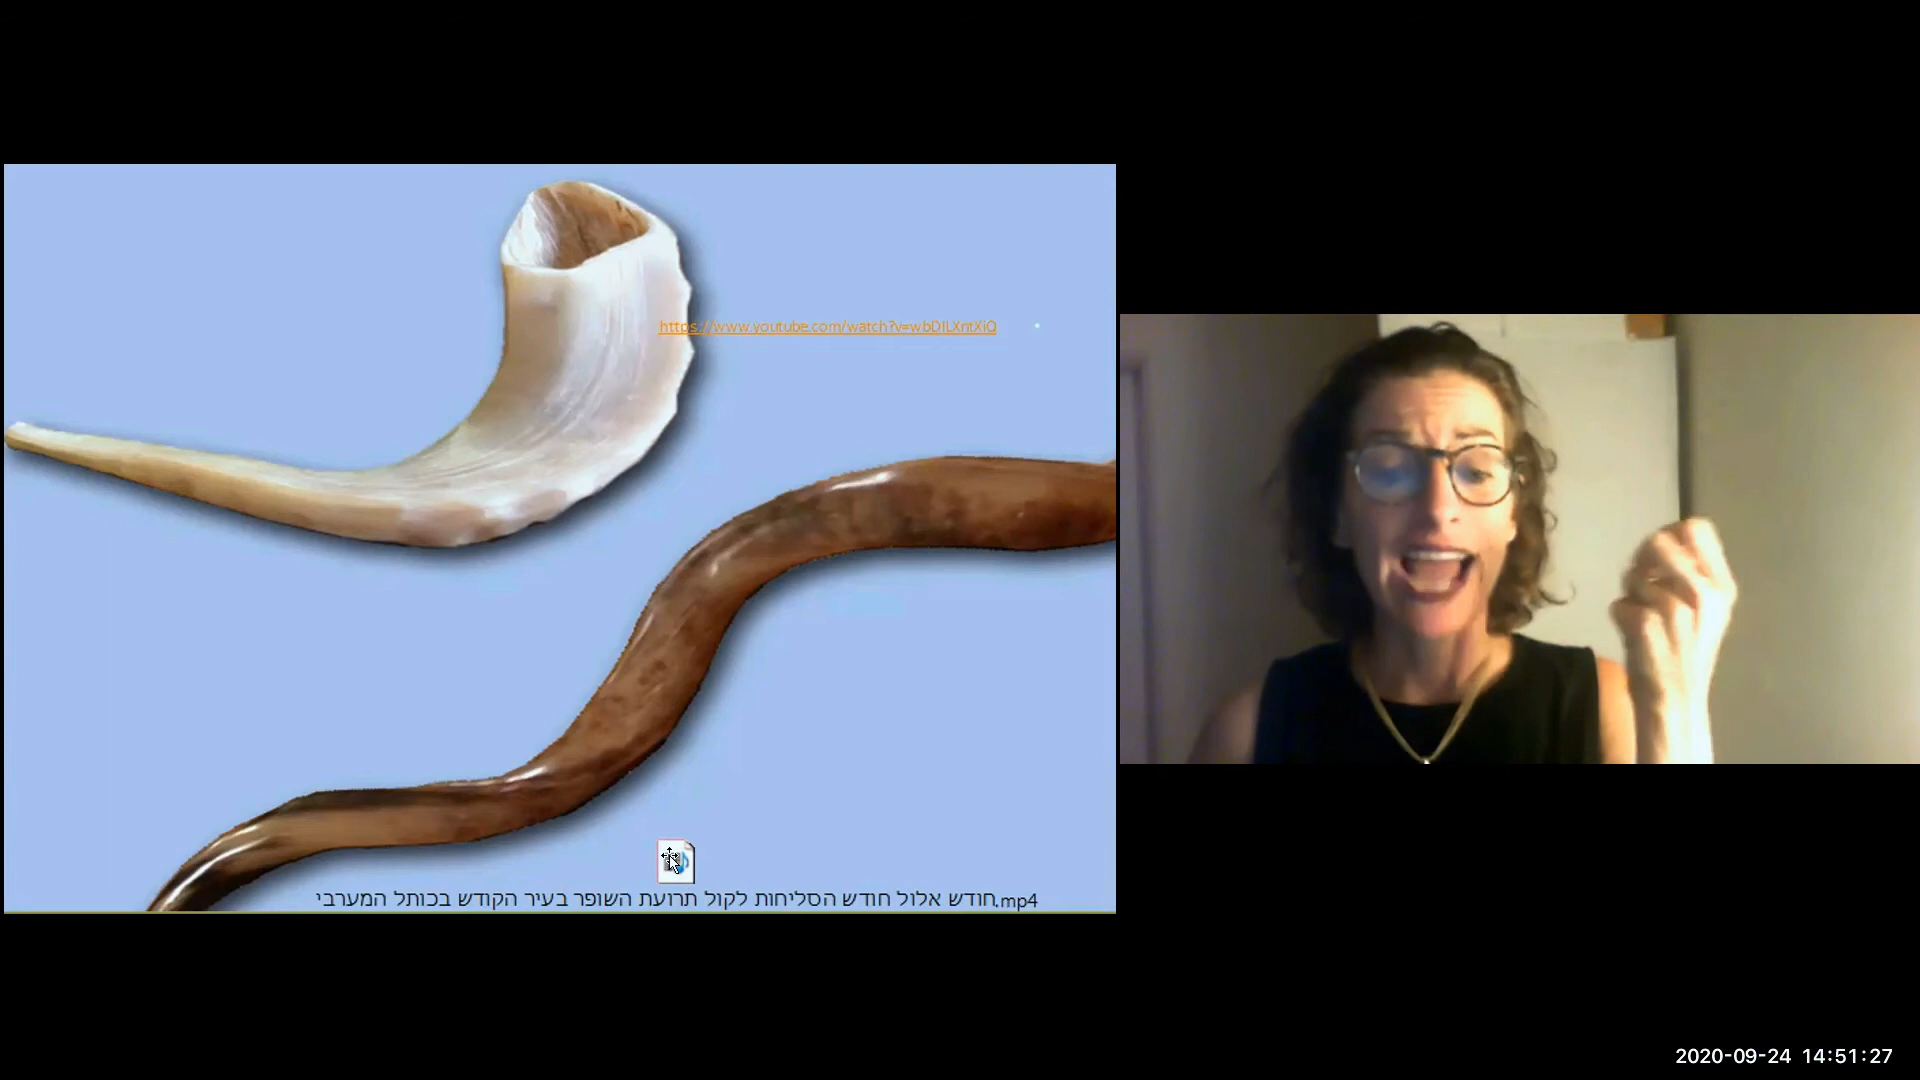 https://www.youtube.com/watch?v=wbDILXntXiQ
חודש אלול חודש הסליחות לקול תרועת השופר בעיר הקודש בכותל המערבי.mp4
2020-09-24 14:51:27